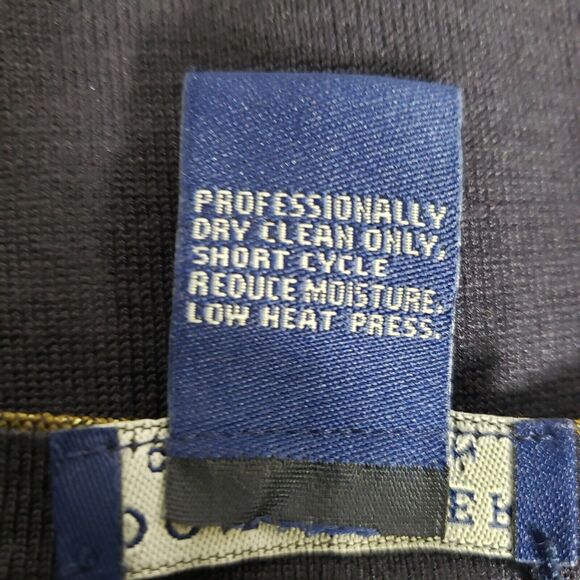 PROFESSIONALLY
DRY CLEAN ONLY,
SHORT CYCLE
REDUCE MOISTURE,
LOW HEAT PRESS.